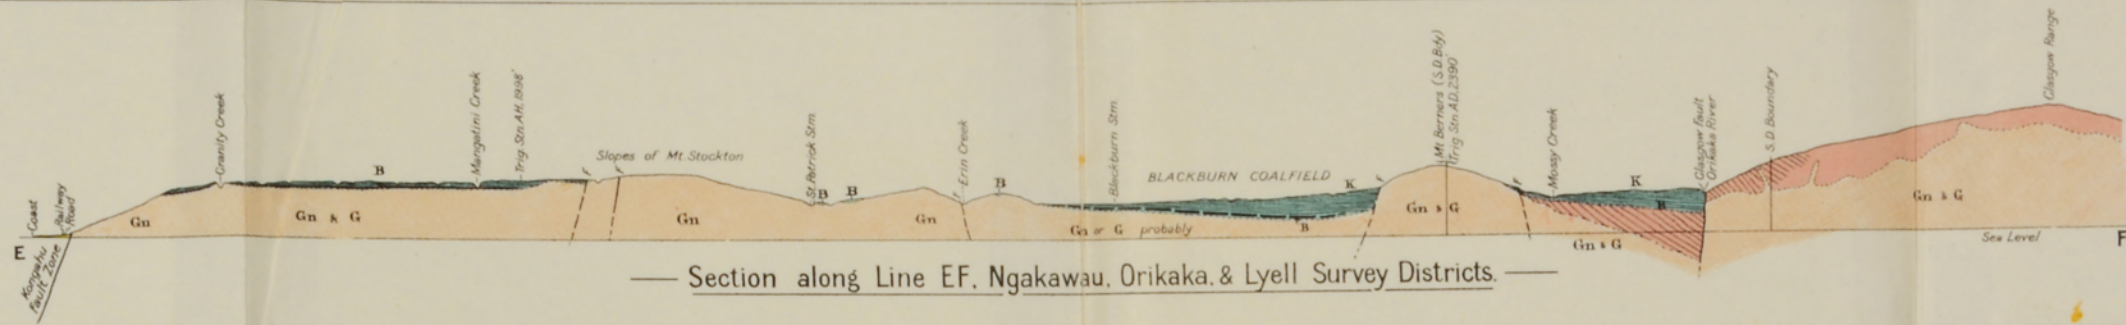 Coast
Railway
Road
Granity Creek
B
Mangatini Creek
Trig. Stn. A.H. 1998'
F
F
Slopes of Mt. Stockton
St. Patrick Stm.
B
B
Erin Creek
B
Blackburn Stm
BLACKBURN COALFIELD
K
F
Mt. Berners (S.D. Bdy)
Trig Stn. A.D. 2390'
F
Mossy Creek
K
B
Glasgow Fault
Orikaka River
S.D. Boundary
Glasgow Range
Gn
Gn & G
Gn
Gn
Gn or G probably
B
Gn & G
Gn & G
Gn & G
Sea Level
E
F
Kongahu
Fault Zone
Section along Line EF, Ngakawau, Orikaka, & Lyell Survey Districts.